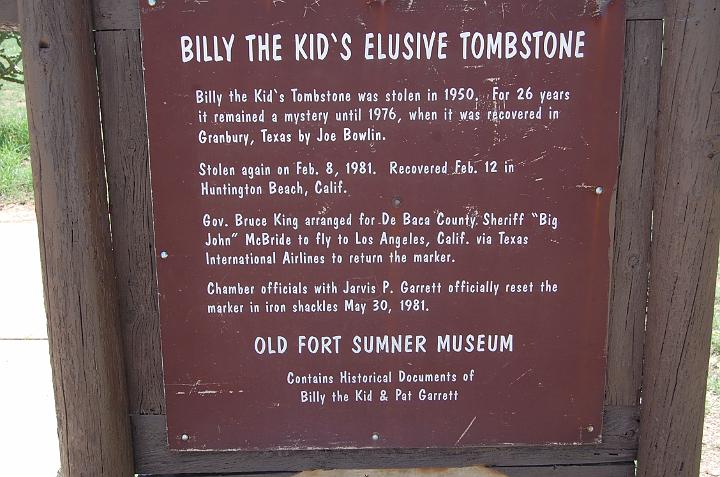 BILLY THE KID`S ELUSIVE TOMBSTONE
Billy the Kid`s Tombstone was stolen in 1950. For 26 years
it remained a mystery until 1976, when it was recovered in
Granbury, Texas by Joe Bowlin.
Stolen again on Feb. 8, 1981. Recovered Feb. 12 in
Huntington Beach, Calif.
Gov. Bruce King arranged for De Baca County Sheriff "Big
John" McBride to fly to Los Angeles, Calif. via Texas
International Airlines to return the marker.
Chamber officials with Jarvis P. Garrett officially reset the
marker in iron shackles May 30, 1981.
OLD FORT SUMNER MUSEUM
Contains Historical Documents of
Billy the Kid & Pat Garrett